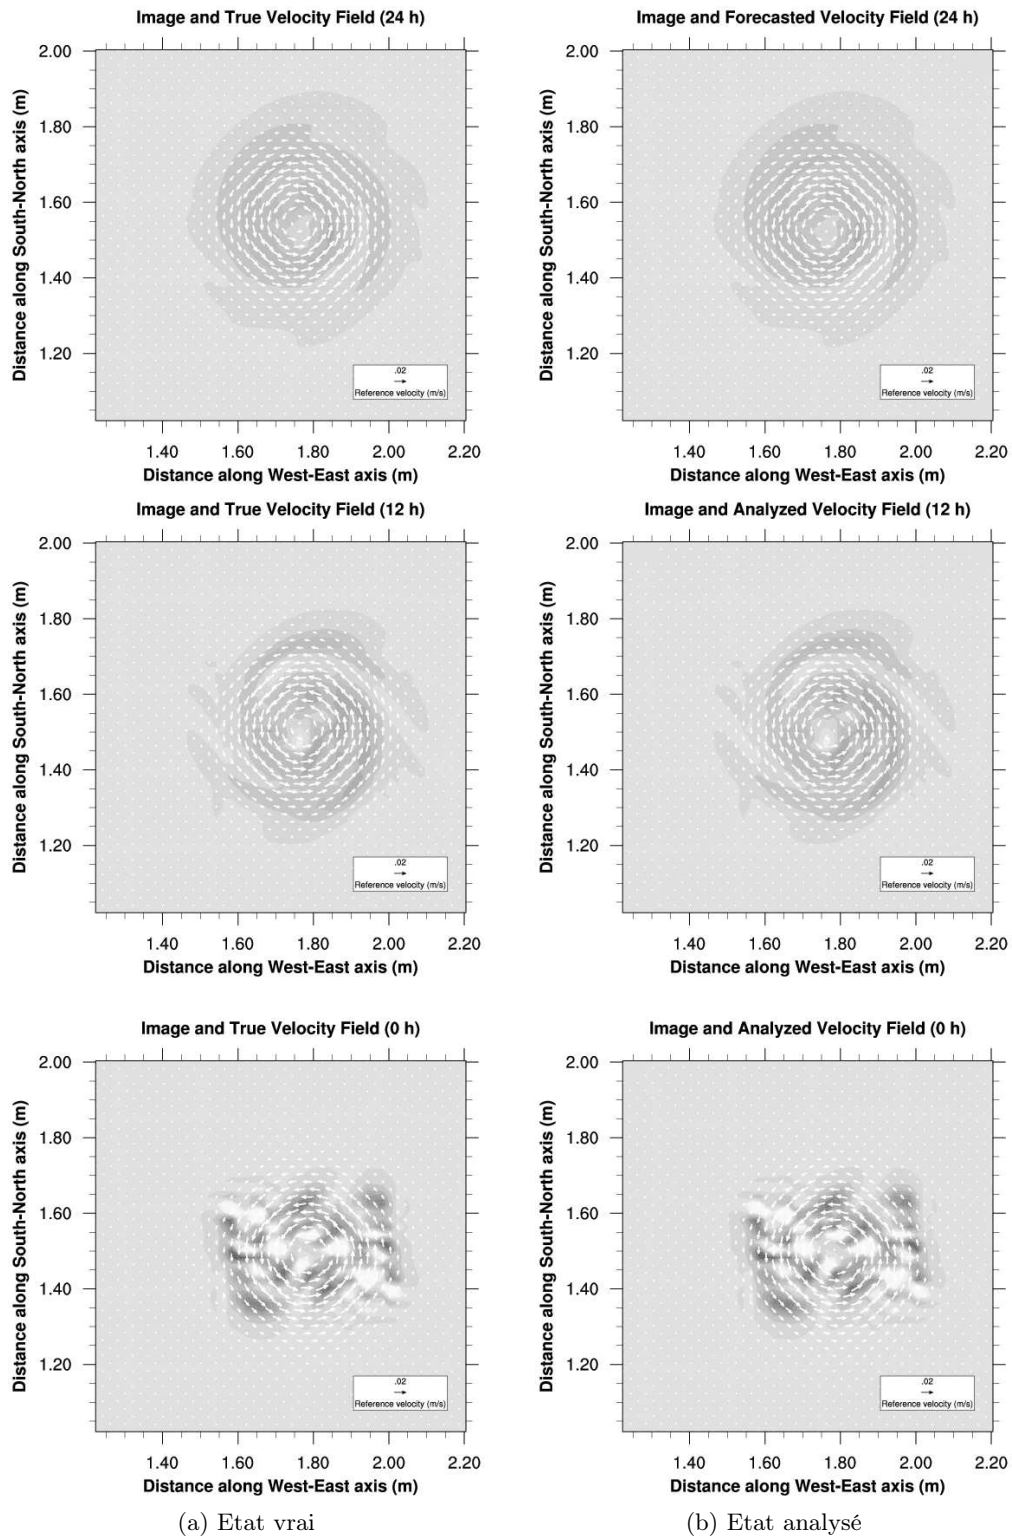 Image and True Velocity Field (24 h)
Image and Forecasted Velocity Field (24 h)
2.00
1.80
1.60
1.40
1.20
Distance along South-North axis (m)
.02
Reference velocity (m/s)
1.40 1.60 1.80 2.00 2.20
Distance along West-East axis (m)
2.00
1.80
1.60
1.40
1.20
Distance along South-North axis (m)
.02
Reference velocity (m/s)
1.40 1.60 1.80 2.00 2.20
Distance along West-East axis (m)
Image and True Velocity Field (12 h)
Image and Analyzed Velocity Field (12 h)
2.00
1.80
1.60
1.40
1.20
Distance along South-North axis (m)
.02
Reference velocity (m/s)
1.40 1.60 1.80 2.00 2.20
Distance along West-East axis (m)
2.00
1.80
1.60
1.40
1.20
Distance along South-North axis (m)
.02
Reference velocity (m/s)
1.40 1.60 1.80 2.00 2.20
Distance along West-East axis (m)
Image and True Velocity Field (0 h)
Image and Analyzed Velocity Field (0 h)
2.00
1.80
1.60
1.40
1.20
Distance along South-North axis (m)
.02
Reference velocity (m/s)
1.40 1.60 1.80 2.00 2.20
Distance along West-East axis (m)
2.00
1.80
1.60
1.40
1.20
Distance along South-North axis (m)
.02
Reference velocity (m/s)
1.40 1.60 1.80 2.00 2.20
Distance along West-East axis (m)
(a) Etat vrai
(b) Etat analysé